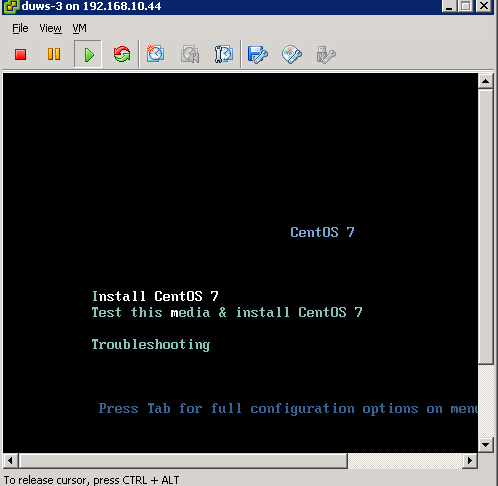 duws-3 on 192.168.10.44
File View VM
CentOS 7
Install CentOS 7
Test this media & install CentOS 7
Troubleshooting
Press Tab for full configuration options on menu
To release cursor, press CTRL + ALT